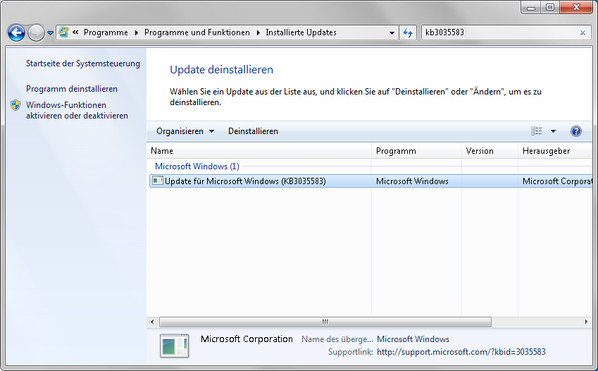 « Programme ▸ Programme und Funktionen ▸ Installierte Updates
kb3035583
Startseite der Systemsteuerung
Programm deinstallieren
Windows-Funktionen
aktivieren oder deaktivieren
Update deinstallieren
Wählen Sie ein Update aus der Liste aus, und klicken Sie auf "Deinstallieren" oder "Ändern", um es zu
deinstallieren.
Organisieren Deinstallieren
Name Programm Version Herausgeber
Microsoft Windows (1)
Update für Microsoft Windows (KB3035583) Microsoft Windows Microsoft Corporat
Microsoft Corporation Name des überge... Microsoft Windows
Supportlink: http://support.microsoft.com/?kbid=3035583